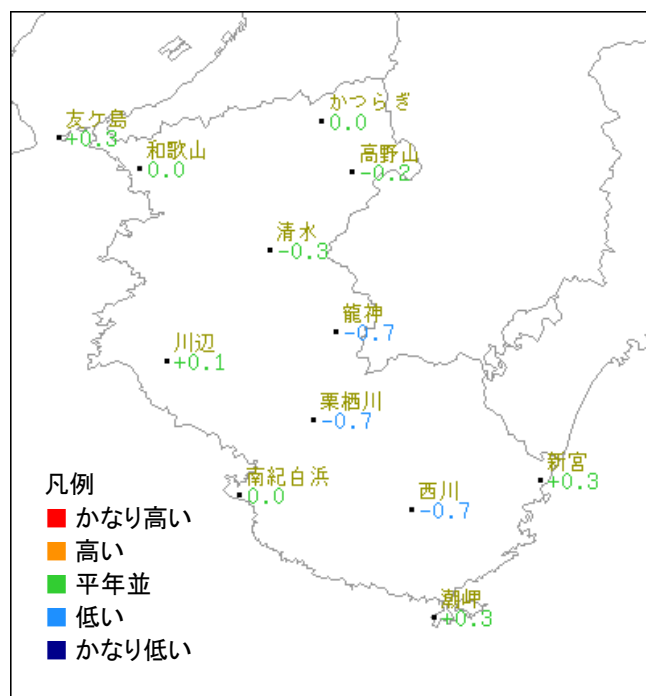 かつらぎ
0.0
友ケ島
+0.3
和歌山
0.0
高野山
-0.2
清水
-0.3
龍神
-0.7
川辺
+0.1
栗栖川
-0.7
南紀白浜
0.0
西川
-0.7
新宮
+0.3
潮岬
+0.3
凡例
かなり高い
高い
平年並
低い
かなり低い